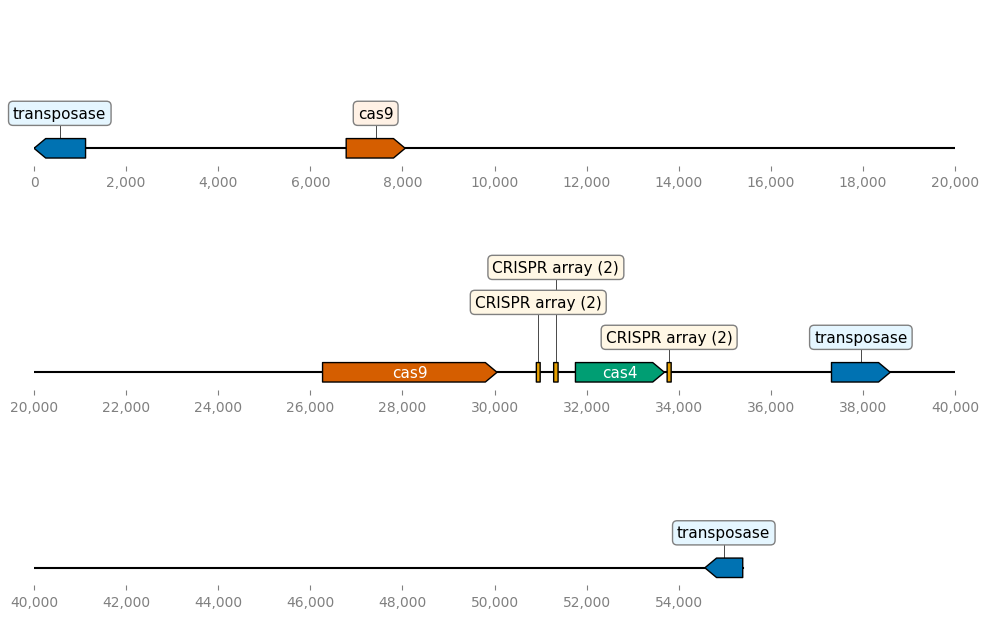 transposase cas9
0 2,000 4,000 6,000 8,000 10,000 12,000 14,000 16,000 18,000 20,000
CRISPR array (2)
CRISPR array (2)
CRISPR array (2) transposase
cas9 cas4
20,000 22,000 24,000 26,000 28,000 30,000 32,000 34,000 36,000 38,000 40,000
transposase
40,000 42,000 44,000 46,000 48,000 50,000 52,000 54,000